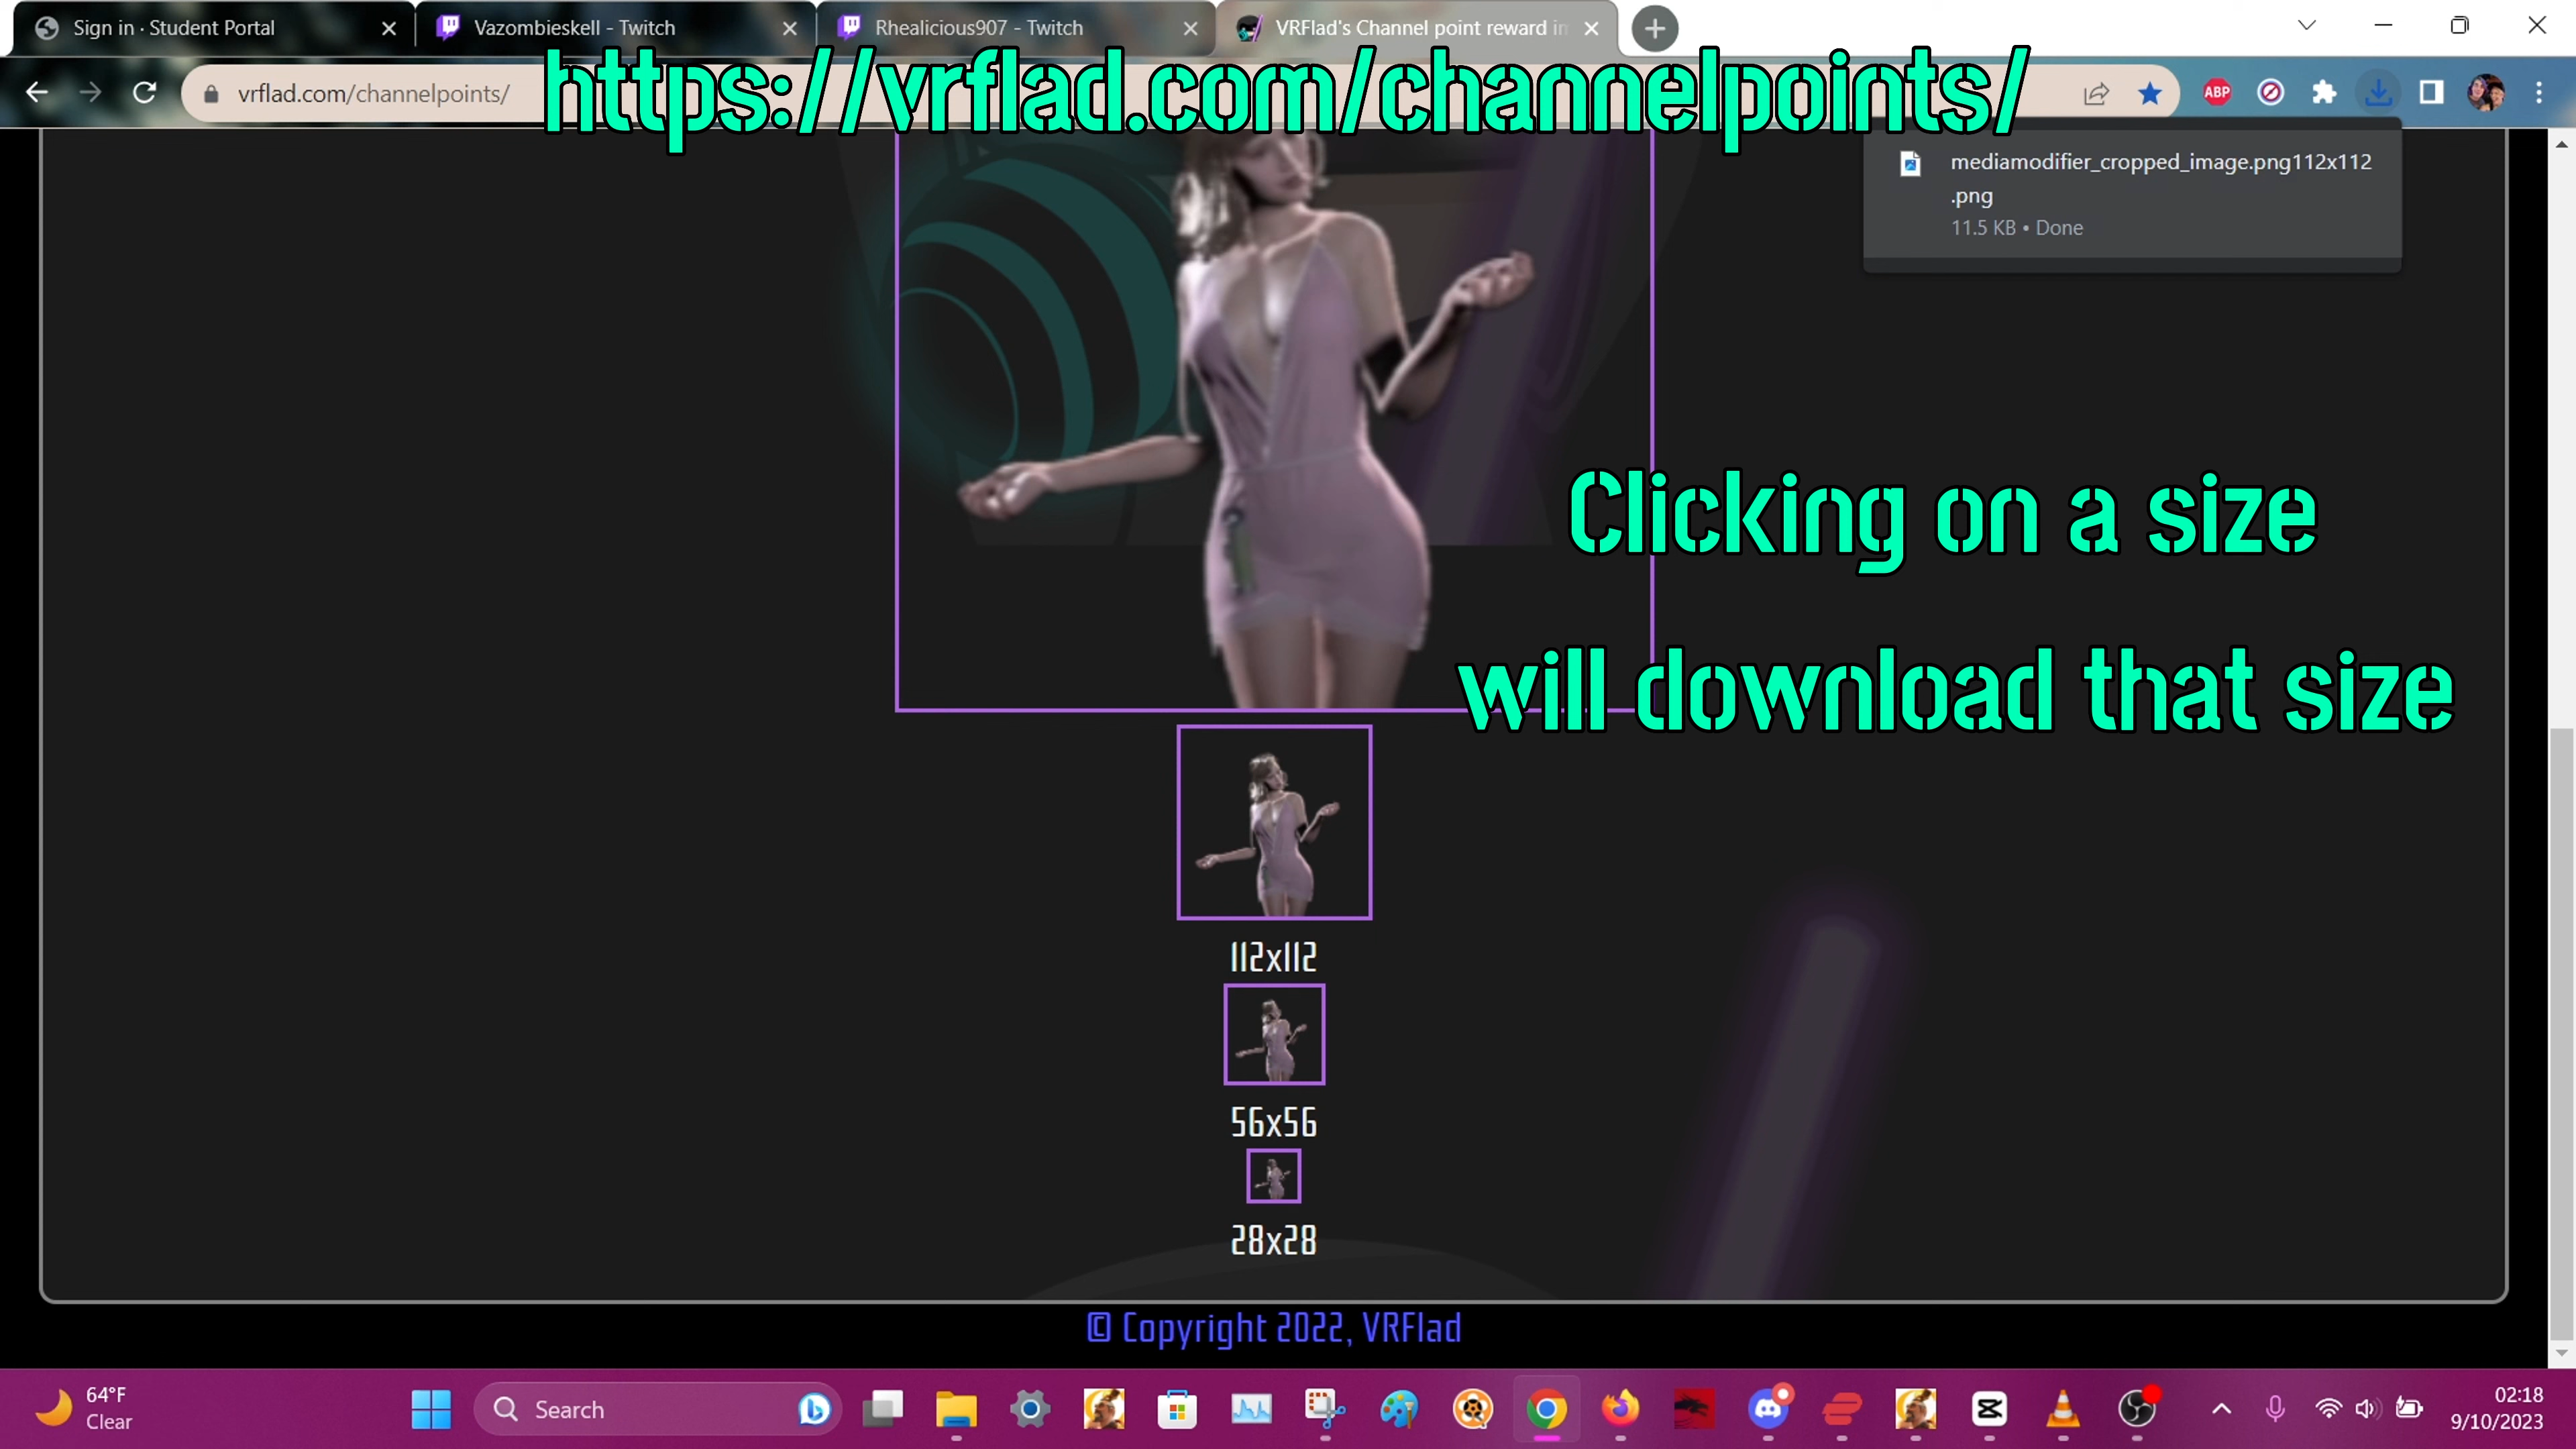 Sign in · Student Portal
Vazombieskell - Twitch
Rhealicious907 - Twitch
VRFlad's Channel point reward in
vrflad.com/channelpoints/
https://vrflad.com/channelpoints/
ABP
mediamodifier_cropped_image.png112x112
.png
11.5 KB • Done
Clicking on a size
will download that size
112x112
56x56
28x28
© Copyright 2022, VRFlad
64°F
Clear
Search
02:18
9/10/2023